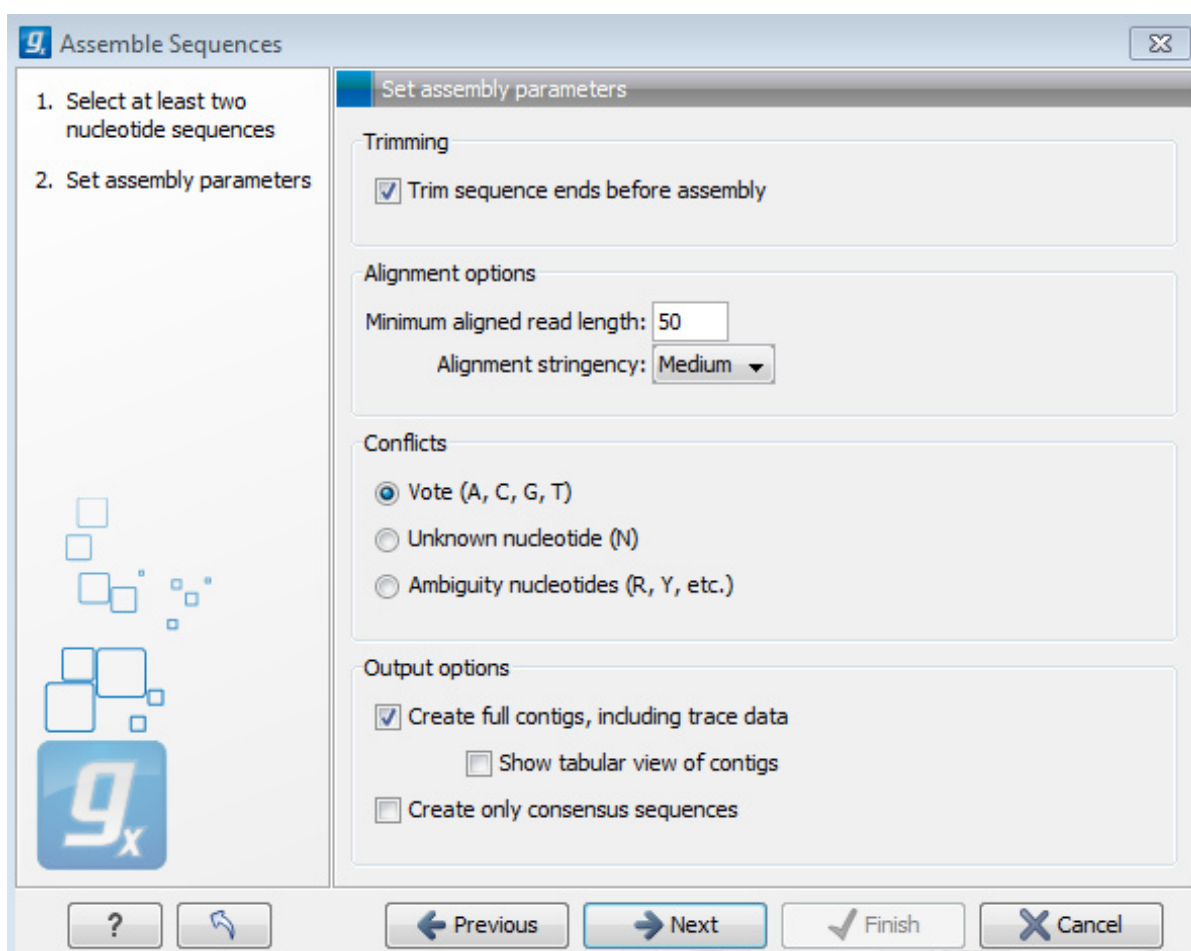 gx Assemble Sequences
1. Select at least two
nucleotide sequences
2. Set assembly parameters
Set assembly parameters
Trimming
Trim sequence ends before assembly
Alignment options
Minimum aligned read length: 50
Alignment stringency: Medium
Conflicts
Vote (A, C, G, T)
Unknown nucleotide (N)
Ambiguity nucleotides (R, Y, etc.)
Output options
Create full contigs, including trace data
Show tabular view of contigs
Create only consensus sequences
gx
? Previous Next Finish Cancel